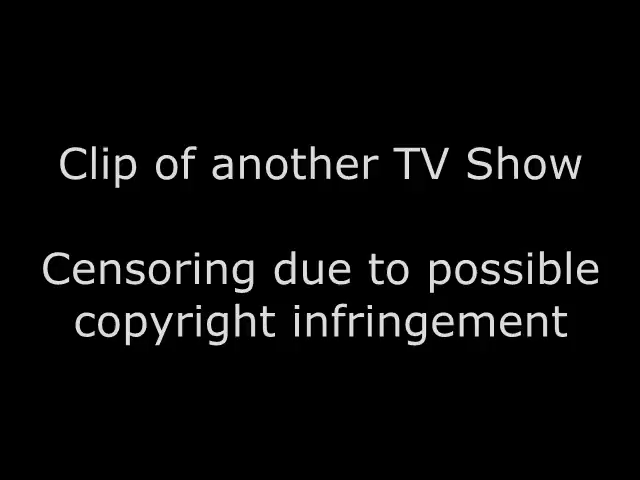 Clip of another TV Show
Censoring due to possible
copyright infringement